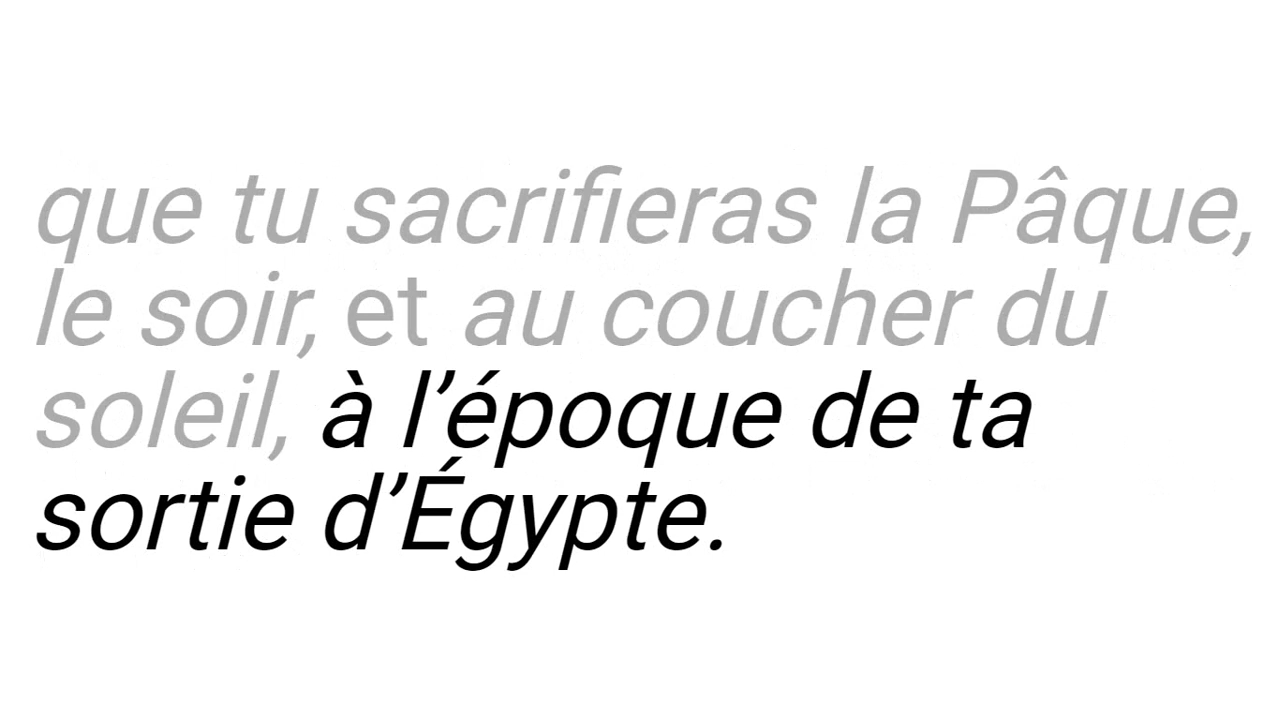 que tu sacrifieras la Pâque,
le soir, et au coucher du
soleil, à l’époque de ta
sortie d’Égypte.